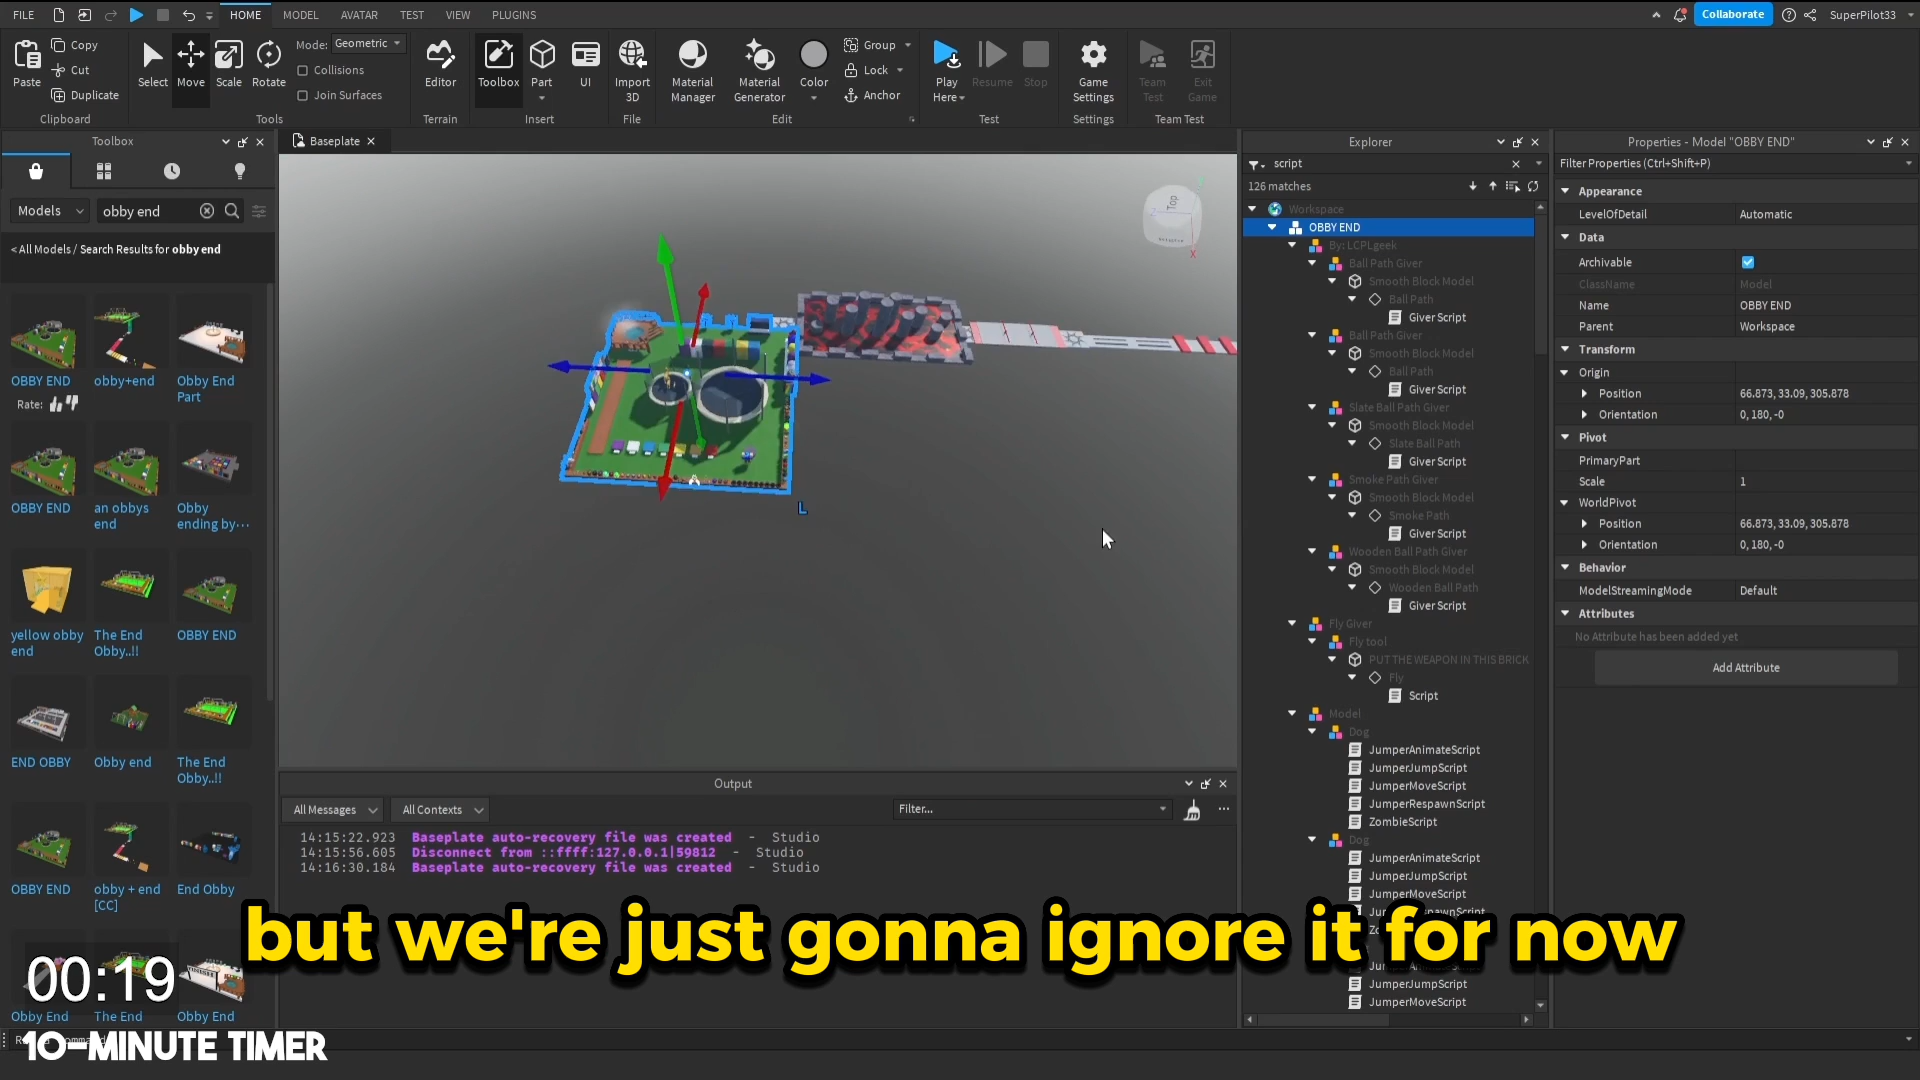 FILE HOME MODEL AVATAR TEST VIEW PLUGINS Collaborate SuperPilot33
Paste Copy Cut Duplicate Clipboard
Select Move Scale Rotate Mode: Geometric Collisions Join Surfaces Tools
Editor Terrain
Toolbox Part UI Insert
Import 3D File
Material Manager Material Generator Color Group Lock Anchor Edit
Play Here Resume Stop Test
Game Settings Settings
Team Test Exit Game Team Test
Toolbox
Models obby end
< All Models / Search Results for obby end
OBBY END obby+end Obby End Part
Rate:
OBBY END an obbys end Obby ending by...
yellow obby end The End Obby..!! OBBY END
END OBBY Obby end The End Obby..!!
OBBY END obby + end [CC] End Obby
Obby End The End Obby End
Baseplate
Top
X
L
Output
All Messages All Contexts Filter...
14:15:22.923 Baseplate auto-recovery file was created - Studio
14:15:56.605 Disconnect from ::ffff:127.0.0.1|59812 - Studio
14:16:30.184 Baseplate auto-recovery file was created - Studio
Explorer
script
126 matches
Workspace
OBBY END
By: LCPLgeek
Ball Path Giver
Smooth Block Model
Ball Path
Giver Script
Ball Path Giver
Smooth Block Model
Ball Path
Giver Script
Slate Ball Path Giver
Smooth Block Model
Slate Ball Path
Giver Script
Smoke Path Giver
Smooth Block Model
Smoke Path
Giver Script
Wooden Ball Path Giver
Smooth Block Model
Wooden Ball Path
Giver Script
Fly Giver
Fly tool
PUT THE WEAPON IN THIS BRICK
Fly
Script
Model
Dog
JumperAnimateScript
JumperJumpScript
JumperMoveScript
JumperRespawnScript
ZombieScript
Dog
JumperAnimateScript
JumperJumpScript
JumperMoveScript
JumperJumpScript
JumperMoveScript
Properties - Model "OBBY END"
Filter Properties (Ctrl+Shift+P)
Appearance
LevelOfDetail Automatic
Data
Archivable
ClassName Model
Name OBBY END
Parent Workspace
Transform
Origin
Position 66.873, 33.09, 305.878
Orientation 0, 180, -0
Pivot
PrimaryPart
Scale 1
WorldPivot
Position 66.873, 33.09, 305.878
Orientation 0, 180, -0
Behavior
ModelStreamingMode Default
Attributes
No Attribute has been added yet
Add Attribute
but we're just gonna ignore it for now
00:19
10-MINUTE TIMER